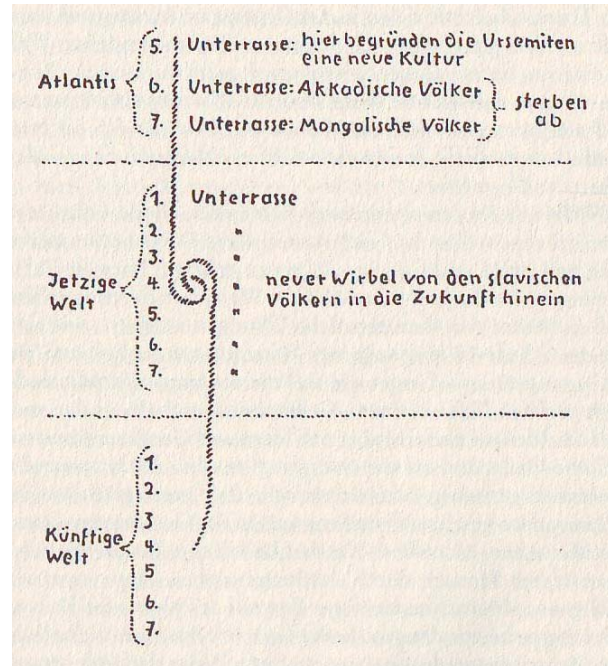 5. Unterrasse: hier begründen die Ursemiten
eine neue Kultur
Atlantis
6. Unterrasse: Akkadische Völker
7. Unterrasse: Mongolische Völker
sterben
ab
1. Unterrasse
2. "
3. "
Jetzige
Welt
4. "
neuer Wirbel von den slavischen
Völkern in die Zukunft hinein
5. "
6. "
7. "
1.
2.
3
Künftige
Welt
4
5
6.
7.